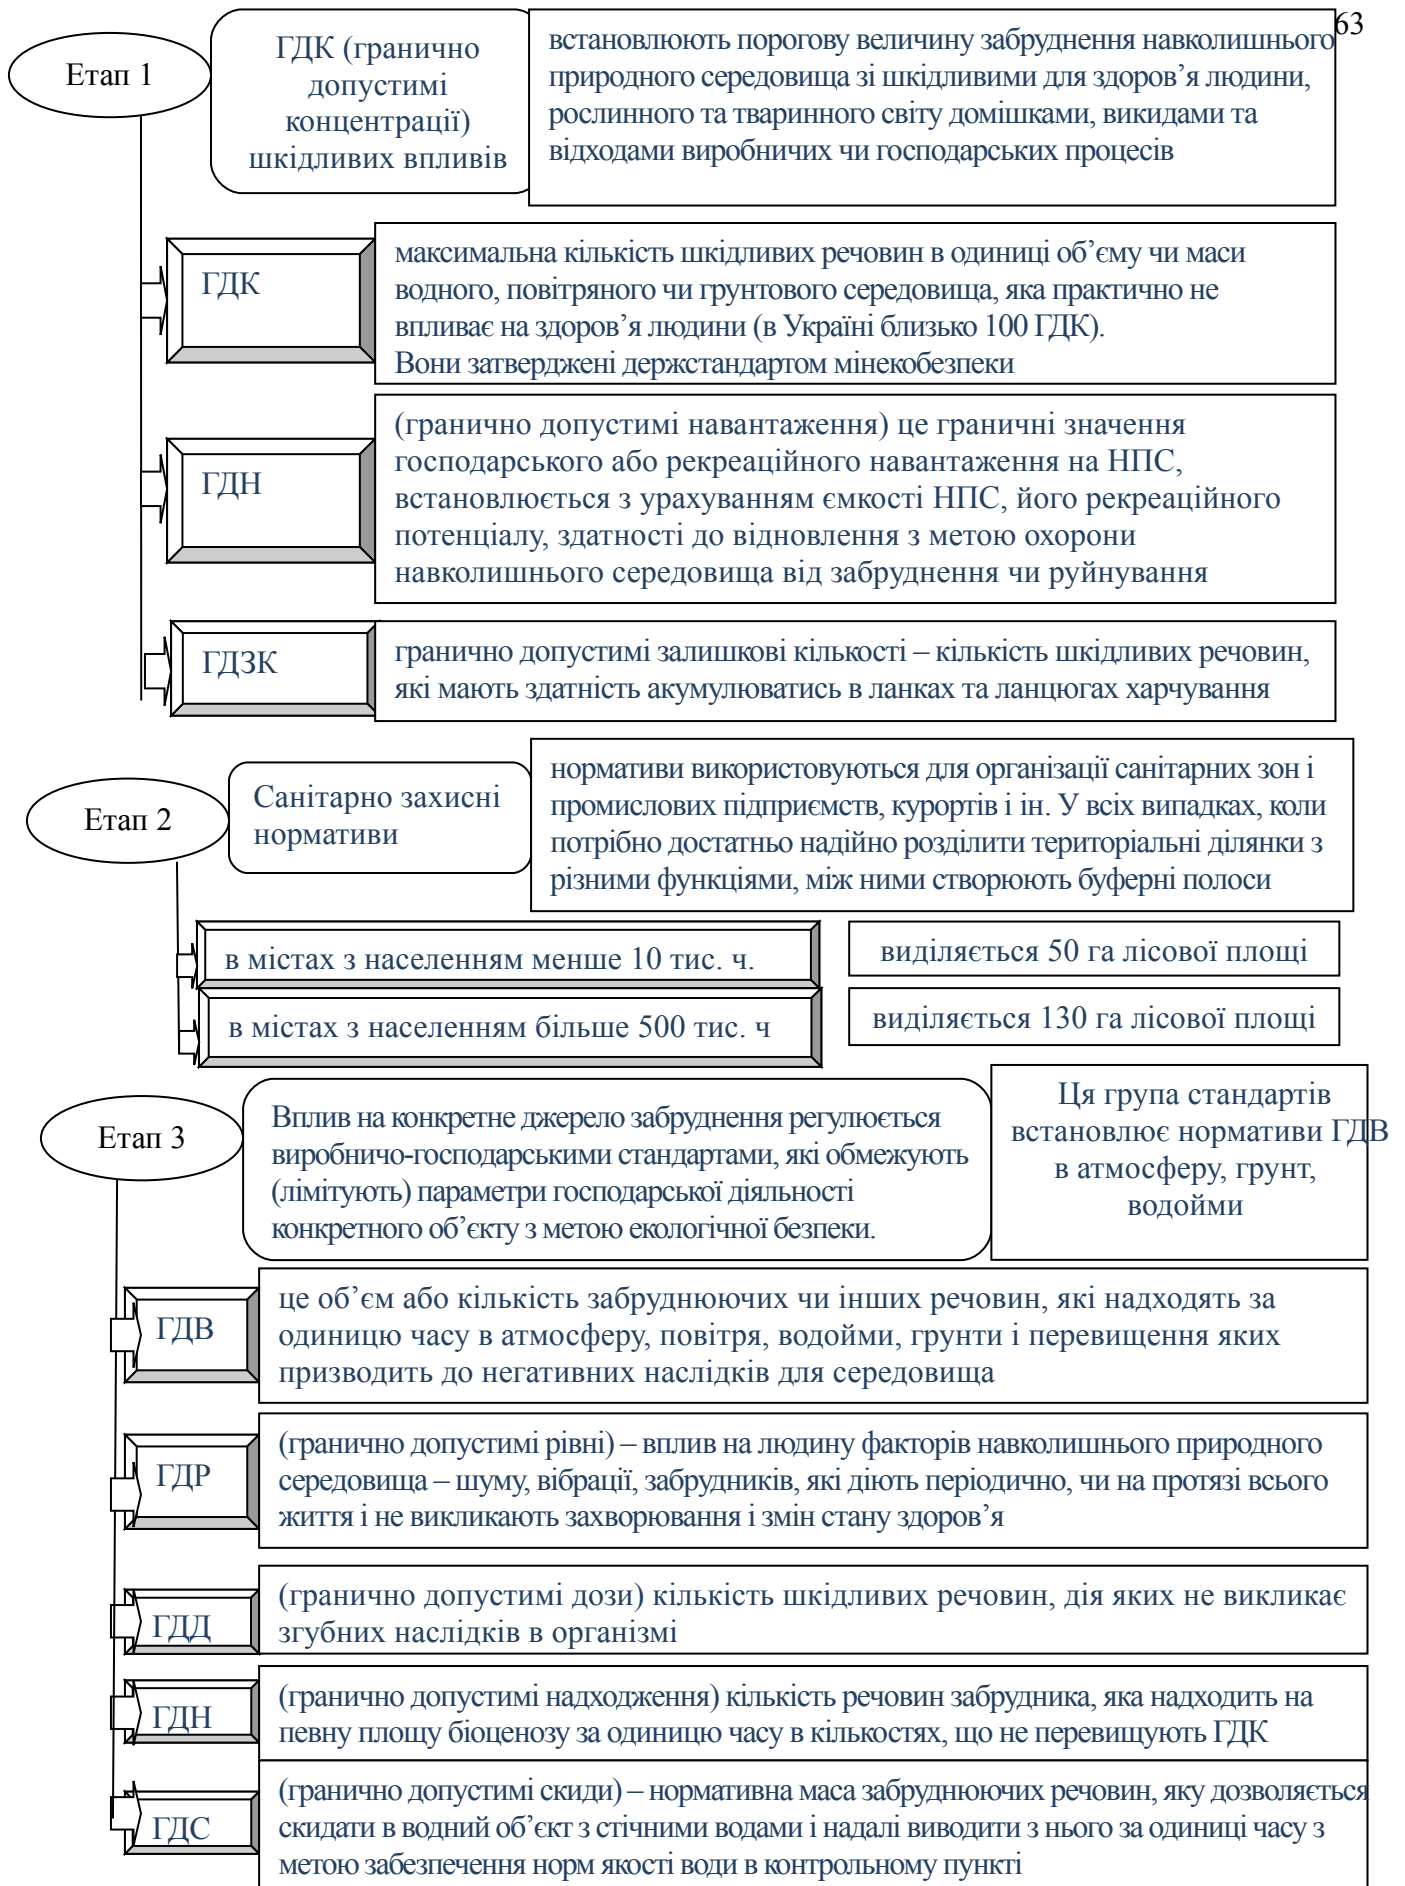 63
Етап 1
ГДК (гранично
допустимі
концентрації)
шкідливих впливів
встановлюють порогову величину забруднення навколишнього
природного середовища зі шкідливими для здоров’я людини,
рослинного та тваринного світу домішками, викидами та
відходами виробничих чи господарських процесів
ГДК
максимальна кількість шкідливих речовин в одиниці об’єму чи маси
водного, повітряного чи грунтового середовища, яка практично не
впливає на здоров’я людини (в Україні близько 100 ГДК).
Вони затверджені держстандартом мінекобезпеки
ГДН
(гранично допустимі навантаження) це граничні значення
господарського або рекреаційного навантаження на НПС,
встановлюється з урахуванням ємкості НПС, його рекреаційного
потенціалу, здатності до відновлення з метою охорони
навколишнього середовища від забруднення чи руйнування
ГДЗК
гранично допустимі залишкові кількості – кількість шкідливих речовин,
які мають здатність акумулюватись в ланках та ланцюгах харчування
Етап 2
Санітарно захисні
нормативи
нормативи використовуються для організації санітарних зон і
промислових підприємств, курортів і ін. У всіх випадках, коли
потрібно достатньо надійно розділити територіальні ділянки з
різними функціями, між ними створюють буферні полоси
в містах з населенням менше 10 тис. ч.
виділяється 50 га лісової площі
в містах з населенням більше 500 тис. ч
виділяється 130 га лісової площі
Етап 3
Вплив на конкретне джерело забруднення регулюється
виробничо-господарськими стандартами, які обмежують
(лімітують) параметри господарської діяльності
конкретного об’єкту з метою екологічної безпеки.
Ця група стандартів
встановлює нормативи ГДВ
в атмосферу, грунт,
водойми
ГДВ
це об’єм або кількість забруднюючих чи інших речовин, які надходять за
одиницю часу в атмосферу, повітря, водойми, грунти і перевищення яких
призводить до негативних наслідків для середовища
ГДР
(гранично допустимі рівні) – вплив на людину факторів навколишнього природного
середовища – шуму, вібрації, забрудників, які діють періодично, чи на протязі всього
життя і не викликають захворювання і змін стану здоров’я
ГДД
(гранично допустимі дози) кількість шкідливих речовин, дія яких не викликає
згубних наслідків в організмі
ГДН
(гранично допустимі надходження) кількість речовин забрудника, яка надходить на
певну площу біоценозу за одиницю часу в кількостях, що не перевищують ГДК
ГДС
(гранично допустимі скиди) – нормативна маса забруднюючих речовин, яку дозволяється
скидати в водний об’єкт з стічними водами і надалі виводити з нього за одиниці часу з
метою забезпечення норм якості води в контрольному пункті